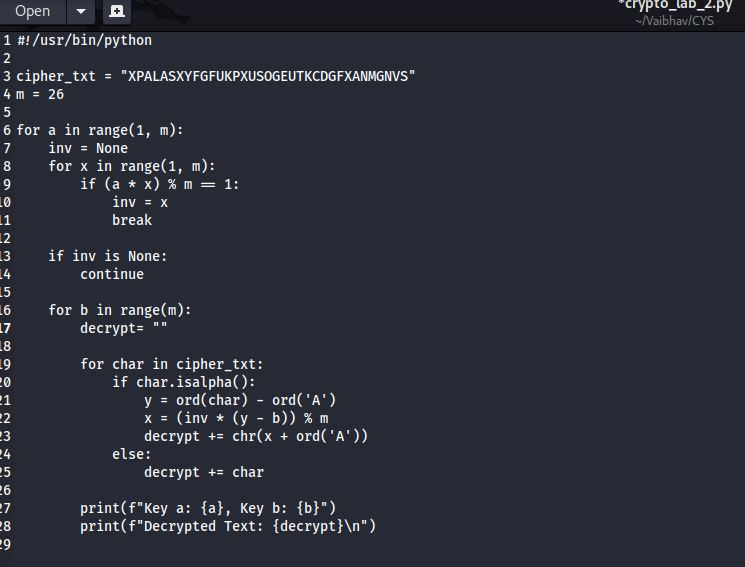 Open
*crypto_lab_2.py
~/Vaibhav/CYS
1 #!/usr/bin/python
2
3 cipher_txt = "XPALASXYFGFUKPXUSOGEUTKCDGFXANMGNVS"
4 m = 26
5
6 for a in range(1, m):
7     inv = None
8     for x in range(1, m):
9         if (a * x) % m == 1:
10             inv = x
11             break
12
13     if inv is None:
14         continue
15
16     for b in range(m):
17         decrypt= ""
18
19         for char in cipher_txt:
20             if char.isalpha():
21                 y = ord(char) - ord('A')
22                 x = (inv * (y - b)) % m
23                 decrypt += chr(x + ord('A'))
24             else:
25                 decrypt += char
26
27         print(f"Key a: {a}, Key b: {b}")
28         print(f"Decrypted Text: {decrypt}\n")
29